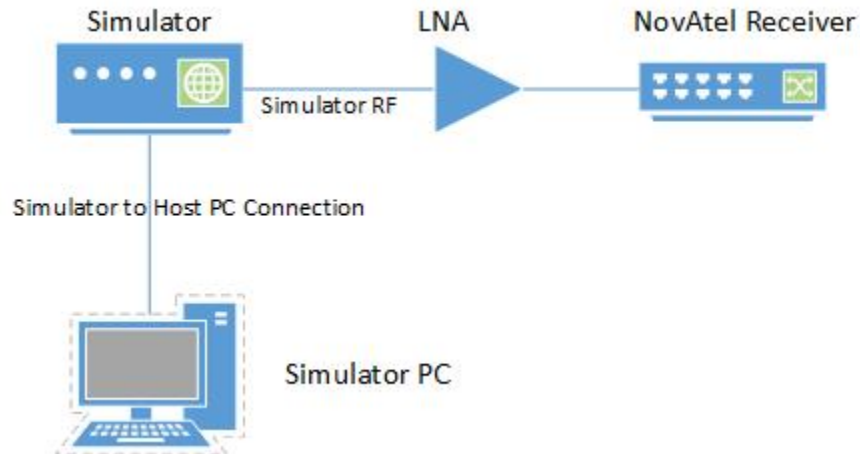 Simulator
LNA
NovAtel Receiver
Simulator RF
Simulator to Host PC Connection
Simulator PC